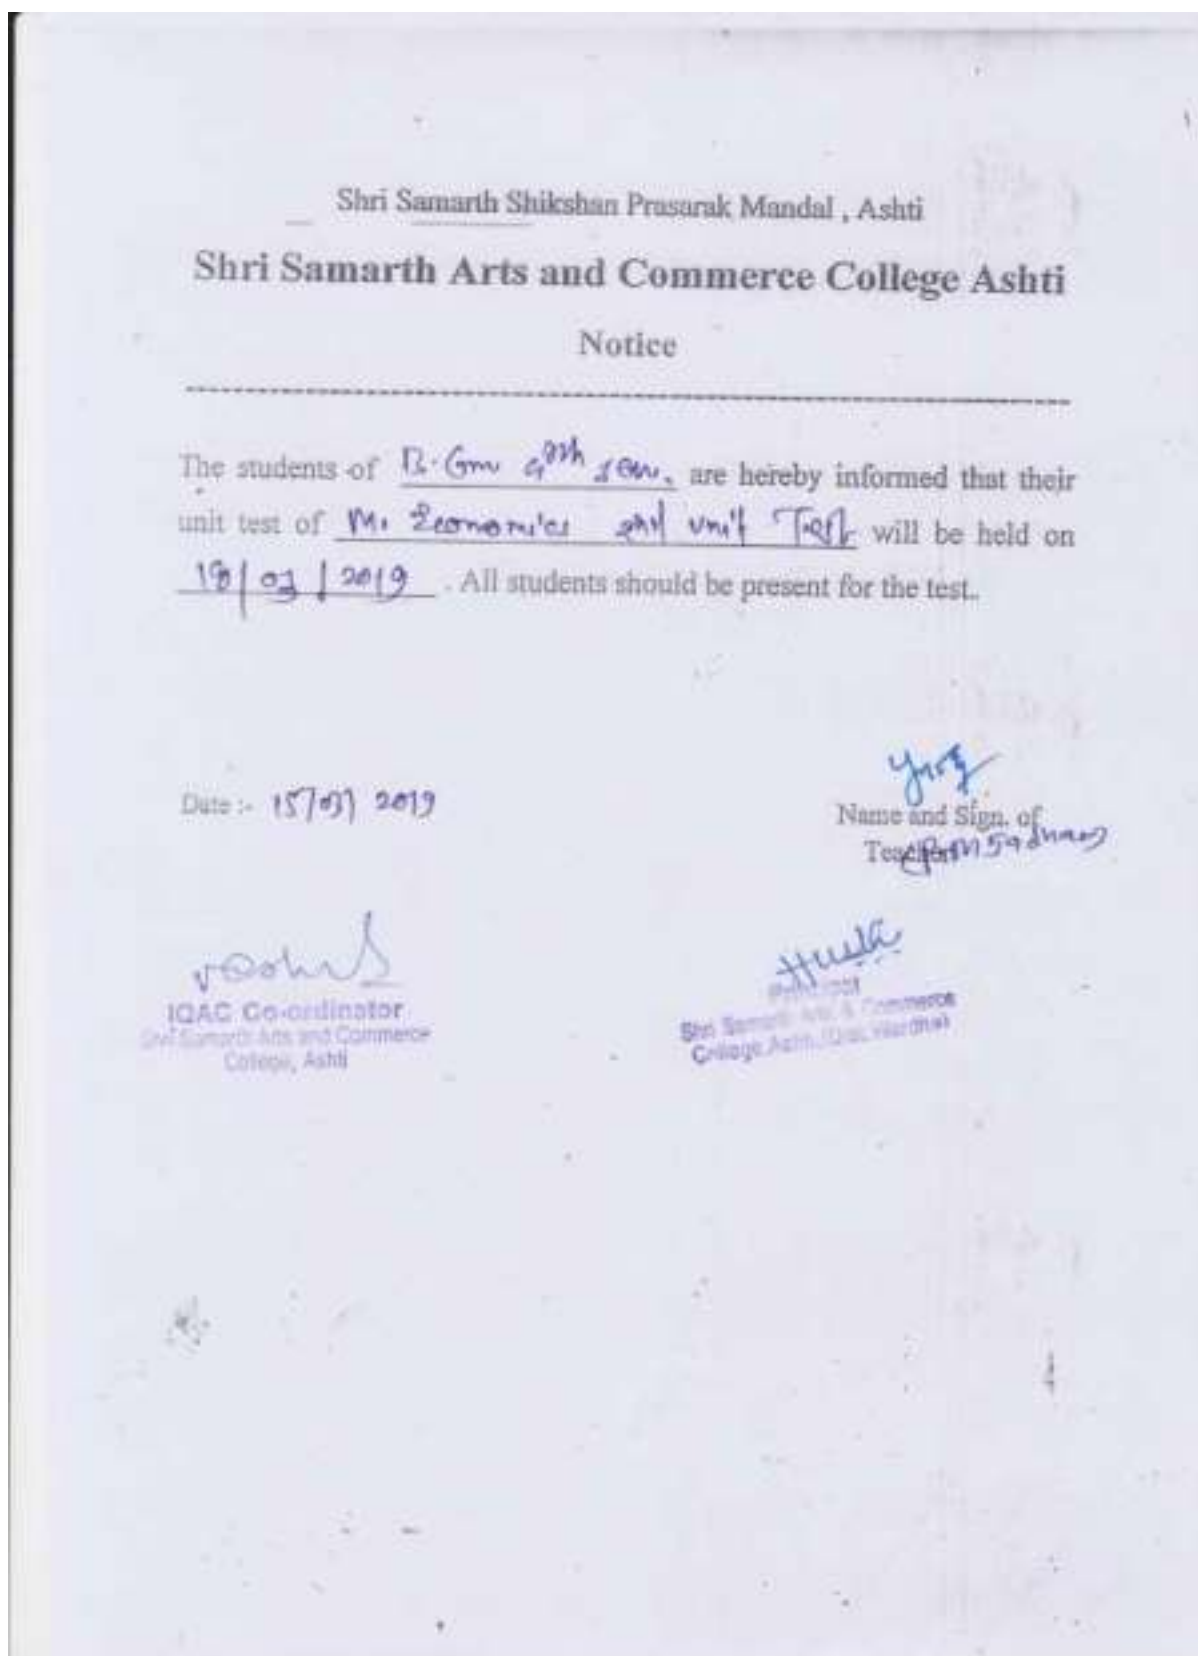 Shri Samarth Shikshan Prasarak Mandal , Ashti
Shri Samarth Arts and Commerce College Ashti
Notice
The students of B.Com 4th sem. are hereby informed that their
unit test of M. Economics Unit Test will be held on
/03/2019 . All students should be present for the test.
Date :- 15/03/2019
Name and Sign. of
Teacher
IQAC Co-ordinator
Shri Samarth Arts and Commerce
College, Ashti
Principal
Shri Samarth Arts & Commerce
College Ashti, (Dist. Wardha)